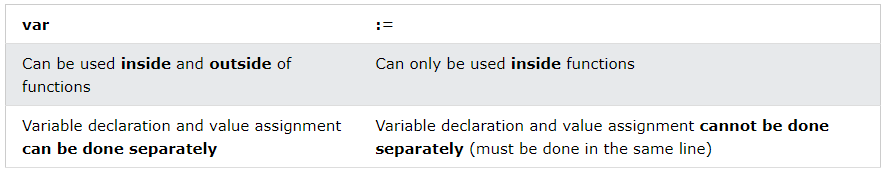 var :=
Can be used inside and outside of
functions
Can only be used inside functions
Variable declaration and value assignment
can be done separately
Variable declaration and value assignment cannot be done
separately (must be done in the same line)